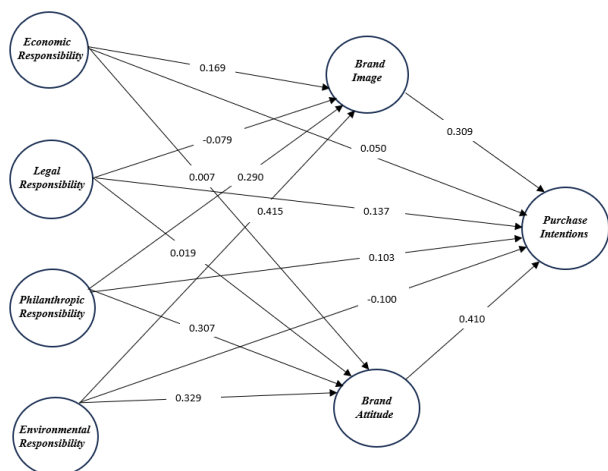 Economic
Responsibility
Brand
Image
0.169
0.309
-0.079
0.050
Legal
Responsibility
0.007
0.290
0.415
0.137
Purchase
Intentions
0.019
0.103
Philanthropic
Responsibility
-0.100
0.307
0.410
0.329
Brand
Attitude
Environmental
Responsibility